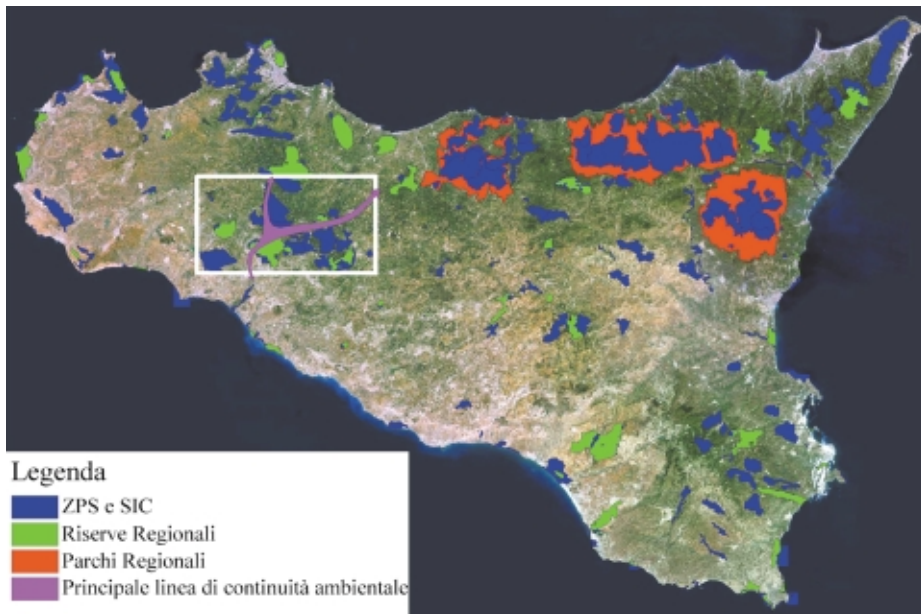 Legenda
ZPS e SIC
Riserve Regionali
Parchi Regionali
Principale linea di continuità ambientale